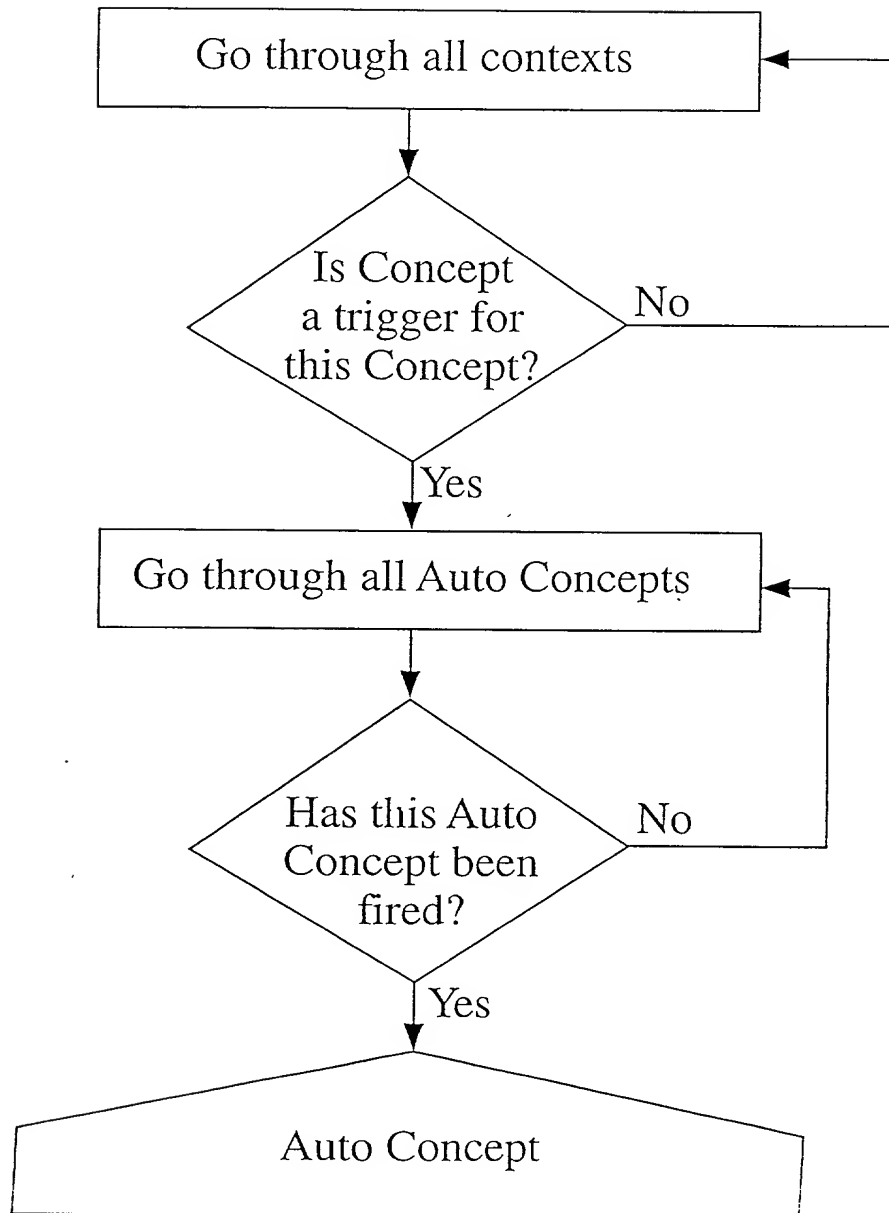 Go through all contexts
Is Concept
a trigger for
this Concept?
No
Yes
Go through all Auto Concepts
Has this Auto
Concept been
fired?
No
Yes
Auto Concept